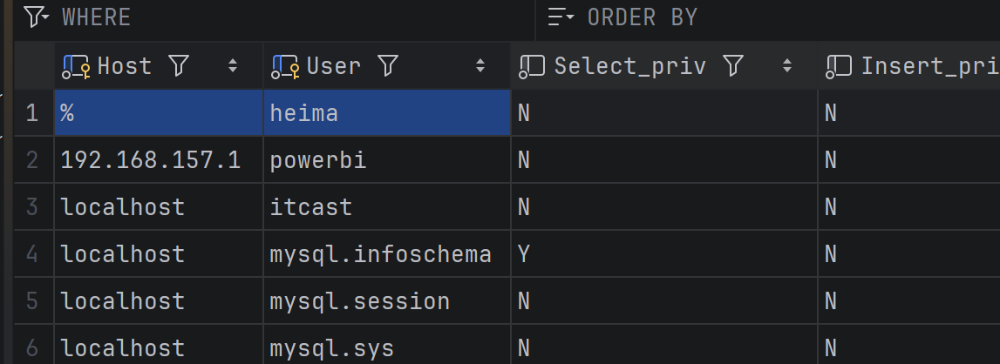 WHERE ORDER BY
Host User Select_priv Insert_pri
1 % heima N N
2 192.168.157.1 powerbi N N
3 localhost itcast N N
4 localhost mysql.infoschema Y N
5 localhost mysql.session N N
6 localhost mysql.sys N N